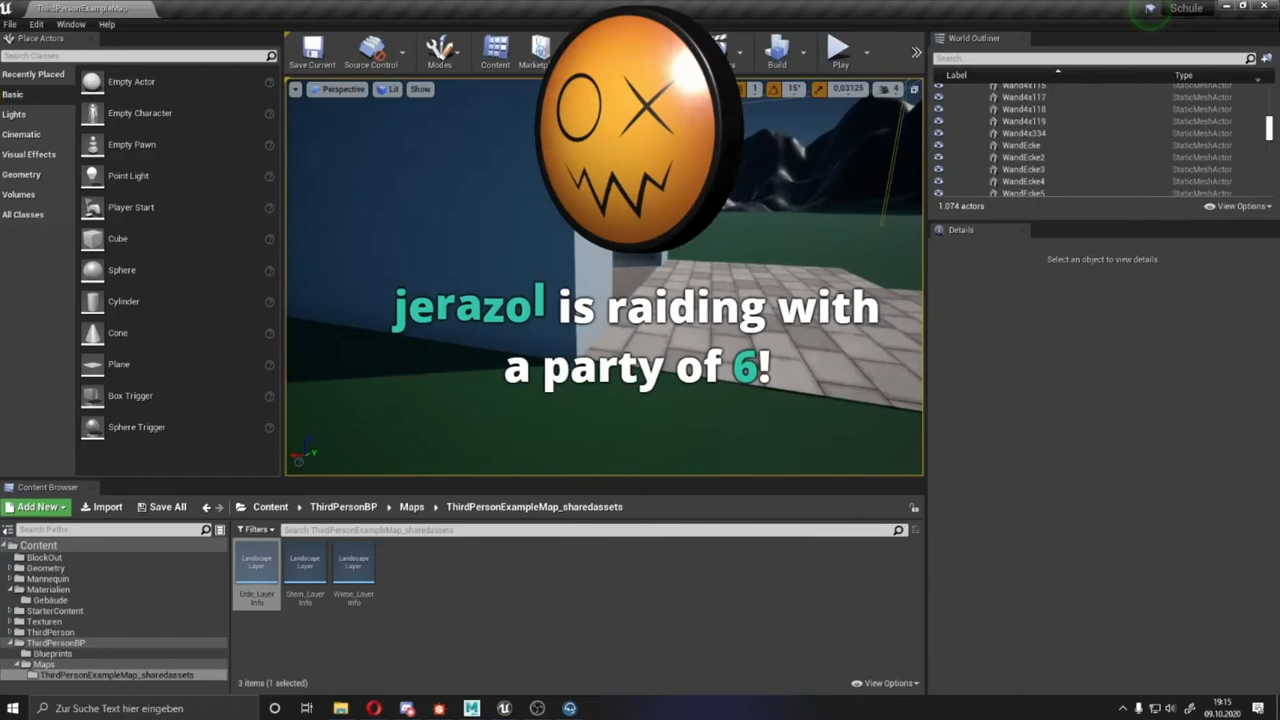 ThirdPersonExampleMap
Schule
File Edit Window Help
Place Actors
Search Classes
Recently Placed
Basic
Lights
Cinematic
Visual Effects
Geometry
Volumes
All Classes
Empty Actor
Empty Character
Empty Pawn
Point Light
Player Start
Cube
Sphere
Cylinder
Cone
Plane
Box Trigger
Sphere Trigger
Save Current
Source Control
Modes
Content
Marketp
Build
Play
Perspective Lit Show
1 15° 0,03125 4
jerazol is raiding with
a party of 6!
World Outliner
Search...
Label Type
Wand4x115 StaticMeshActor
Wand4x117 StaticMeshActor
Wand4x118 StaticMeshActor
Wand4x119 StaticMeshActor
Wand4x334 StaticMeshActor
WandEcke StaticMeshActor
WandEcke2 StaticMeshActor
WandEcke3 StaticMeshActor
WandEcke4 StaticMeshActor
WandEcke5 StaticMeshActor
1.074 actors View Options
Details
Select an object to view details
Content Browser
Add New Import Save All Content ThirdPersonBP Maps ThirdPersonExampleMap_sharedassets
Search Paths
Filters Search ThirdPersonExampleMap_sharedassets
Content
BlockOut
Geometry
Mannequin
Materialien
Gebäude
StarterContent
Texturen
ThirdPerson
ThirdPersonBP
Blueprints
Maps
ThirdPersonExampleMap_sharedassets
Landscape
Layer
Erde_Layer
Info
Landscape
Layer
Stein_Layer
Info
Landscape
Layer
Wiese_Layer
Info
3 items (1 selected) View Options
Zur Suche Text hier eingeben
19:15
09.10.2020